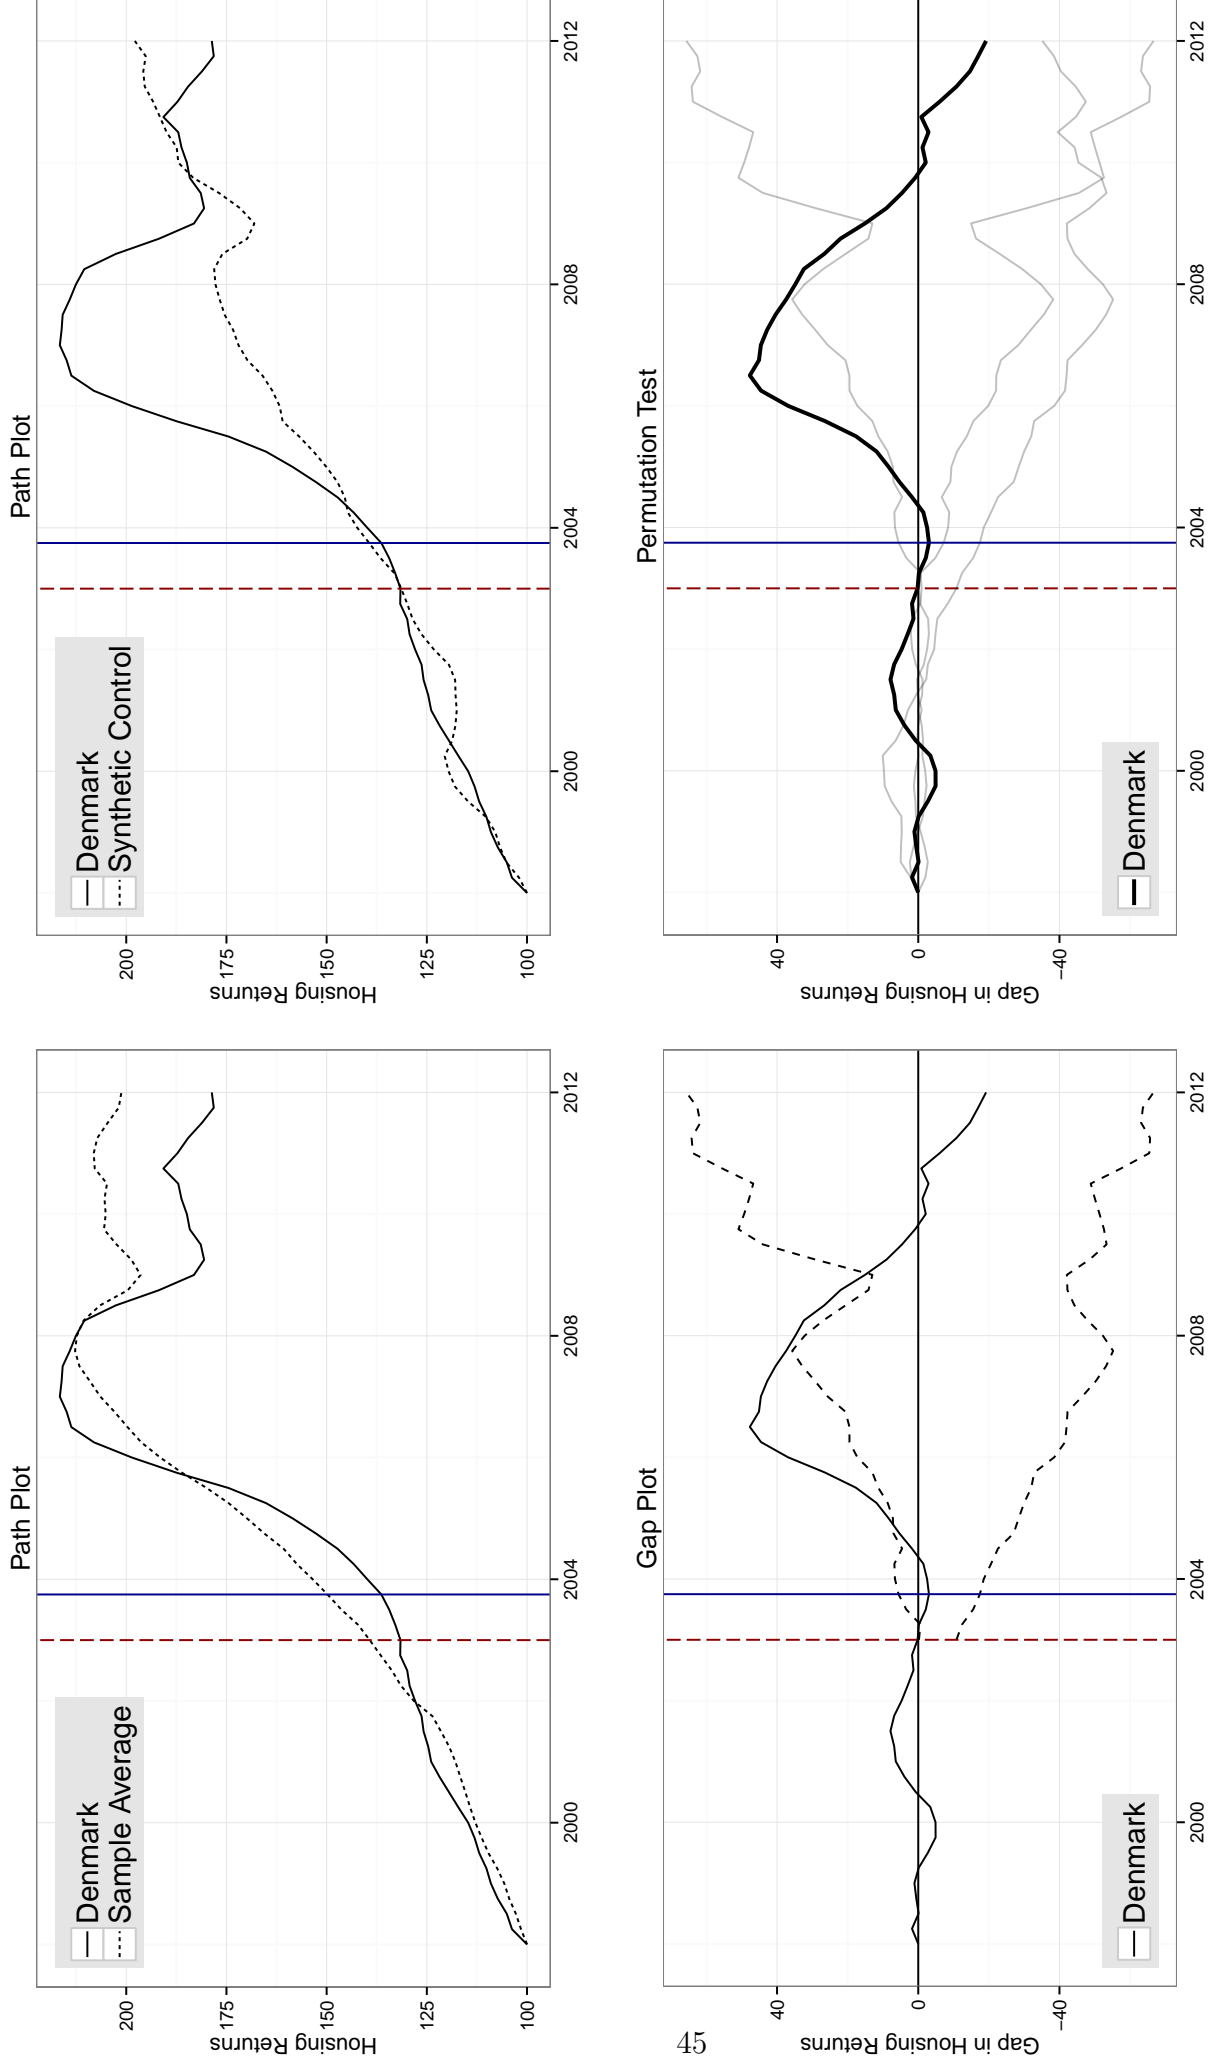 Path Plot
Denmark
Sample Average
Housing Returns
200
175
150
125
100
2000
2004
2008
2012
Path Plot
Denmark
Synthetic Control
Housing Returns
200
175
150
125
100
2000
2004
2008
2012
Gap Plot
Denmark
Gap in Housing Returns
40
0
−40
2000
2004
2008
2012
Permutation Test
Denmark
Gap in Housing Returns
40
0
−40
2000
2004
2008
2012
45